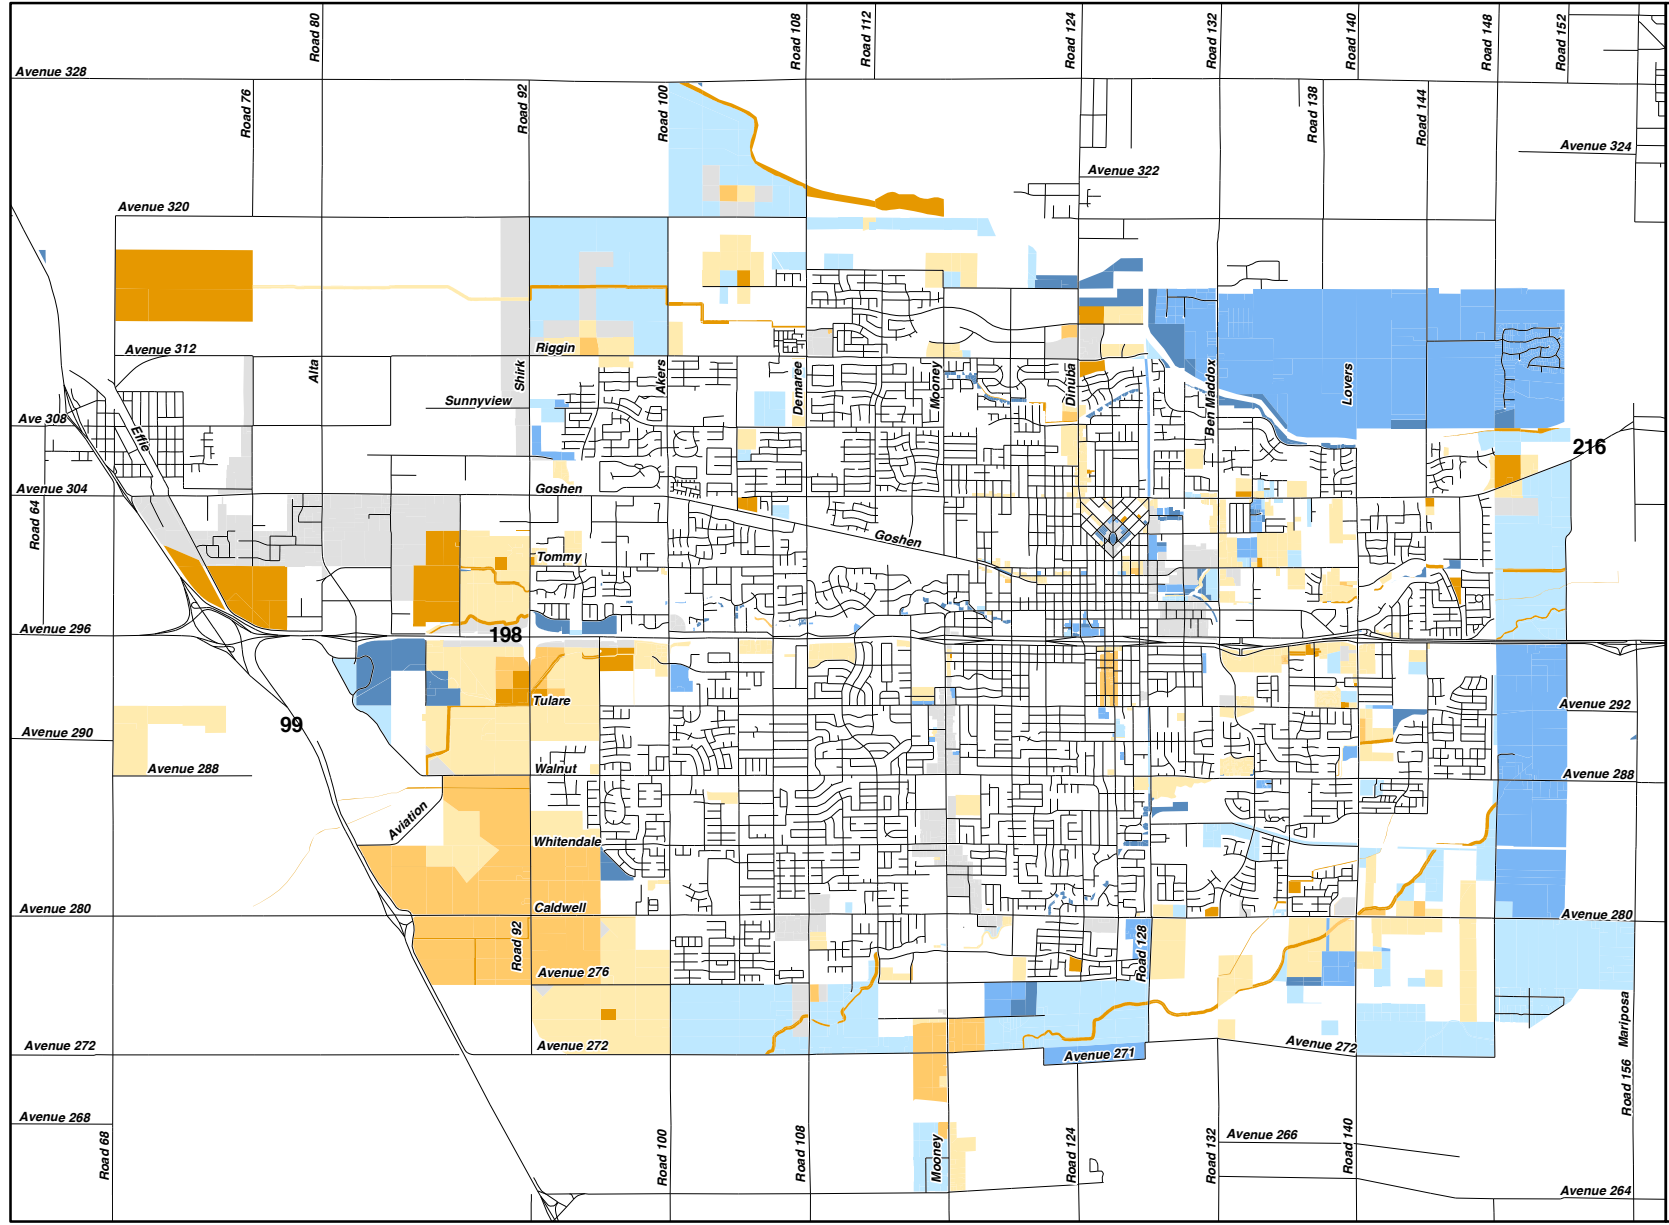 Road 80
Road 108
Road 112
Road 124
Road 132
Road 140
Road 148
Road 152
Avenue 328
Road 76
Road 92
Road 100
Road 138
Road 144
Avenue 324
Avenue 322
Avenue 320
Avenue 312
Riggin
Alta
Shirk
Akers
Demaree
Mooney
Dinuba
Ben Maddox
Lovers
Sunnyview
Ave 308
Effie
216
Avenue 304
Goshen
Road 64
Goshen
Tommy
Avenue 296
198
Tulare
Avenue 292
99
Avenue 290
Avenue 288
Walnut
Avenue 288
Aviation
Whitendale
Avenue 280
Caldwell
Avenue 280
Road 92
Road 128
Avenue 276
Mariposa
Avenue 272
Avenue 272
Avenue 271
Avenue 272
Road 156
Avenue 268
Road 68
Road 100
Road 108
Mooney
Road 124
Road 132
Avenue 266
Road 140
Avenue 264